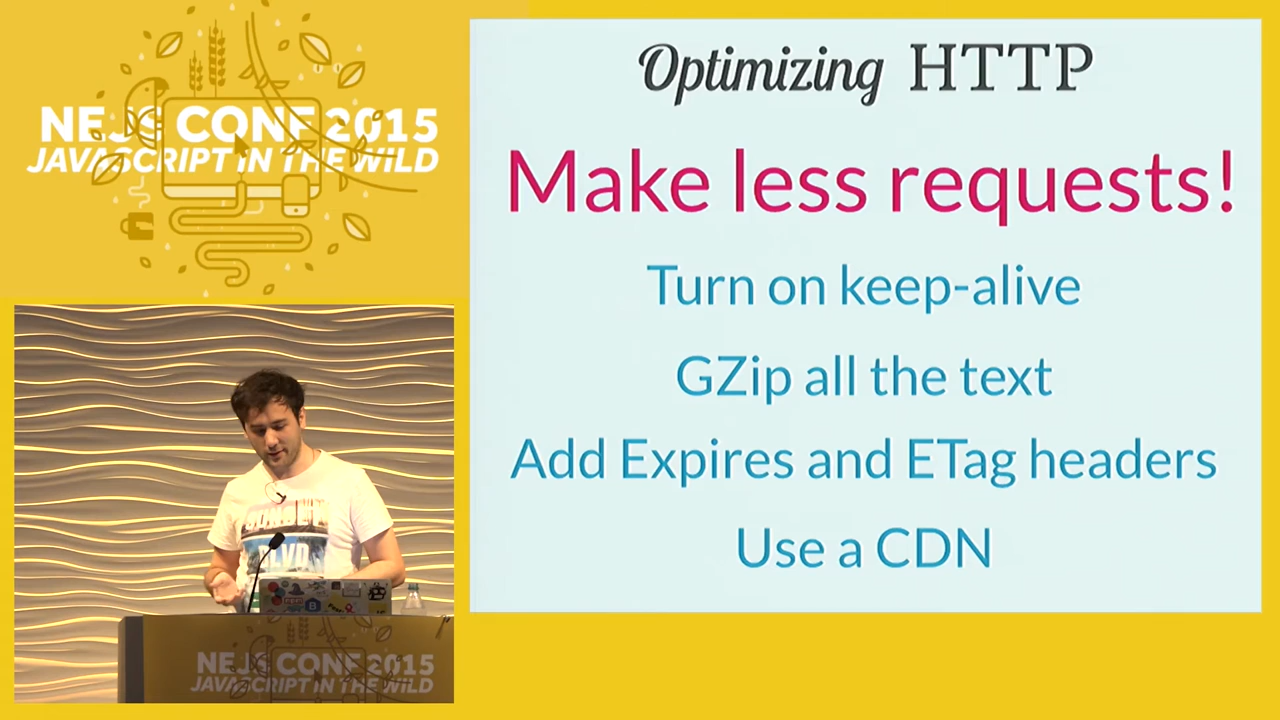 NEJS CONF 2015
JAVASCRIPT IN THE WILD
Optimizing HTTP
Make less requests!
Turn on keep-alive
GZip all the text
Add Expires and ETag headers
Use a CDN
BLVD
NEJS CONF 2015
JAVASCRIPT IN THE WILD